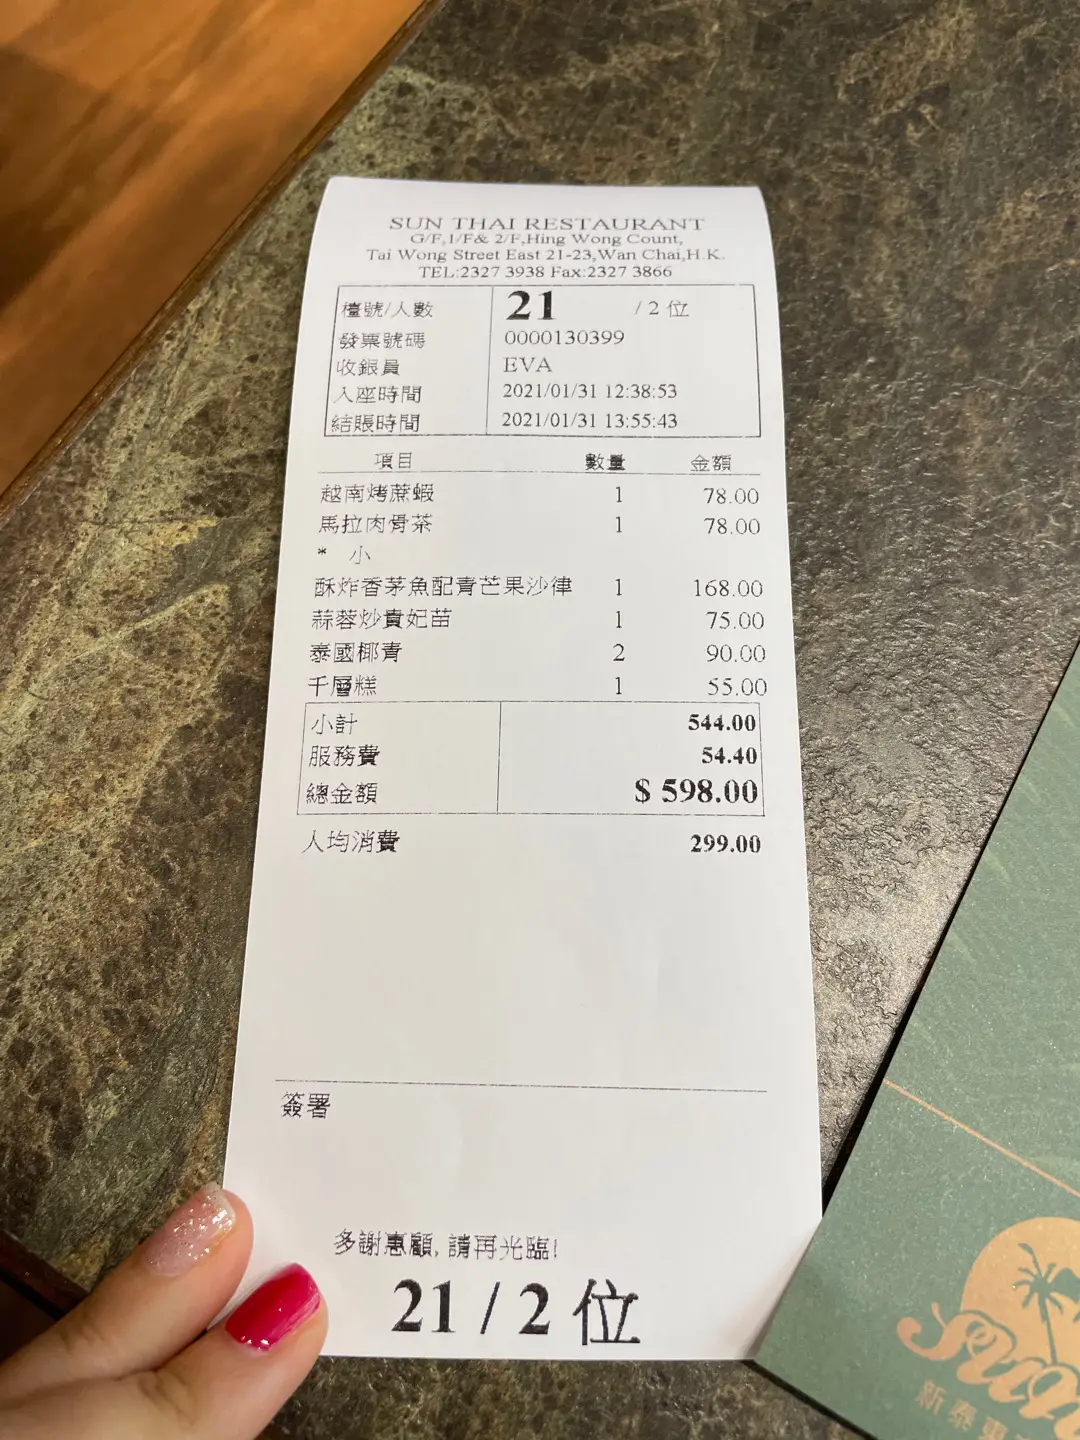 SUN THAI RESTAURANT
G/F,1/F& 2/F,Hing Wong Count,
Tai Wong Street East 21-23,Wan Chai,H.K.
TEL:2327 3938 Fax:2327 3866
檯號/人數 21 / 2 位
發票號碼 0000130399
收銀員 EVA
入座時間 2021/01/31 12:38:53
結賬時間 2021/01/31 13:55:43
項目 數量 金額
越南烤蔗蝦 1 78.00
馬拉肉骨茶 1 78.00
* 小
酥炸香茅魚配青芒果沙律 1 168.00
蒜蓉炒貴妃苗 1 75.00
泰國椰青 2 90.00
千層糕 1 55.00
小計 544.00
服務費 54.40
總金額 $ 598.00
人均消費 299.00
簽署
多謝惠顧, 請再光臨!
21 / 2 位
新泰